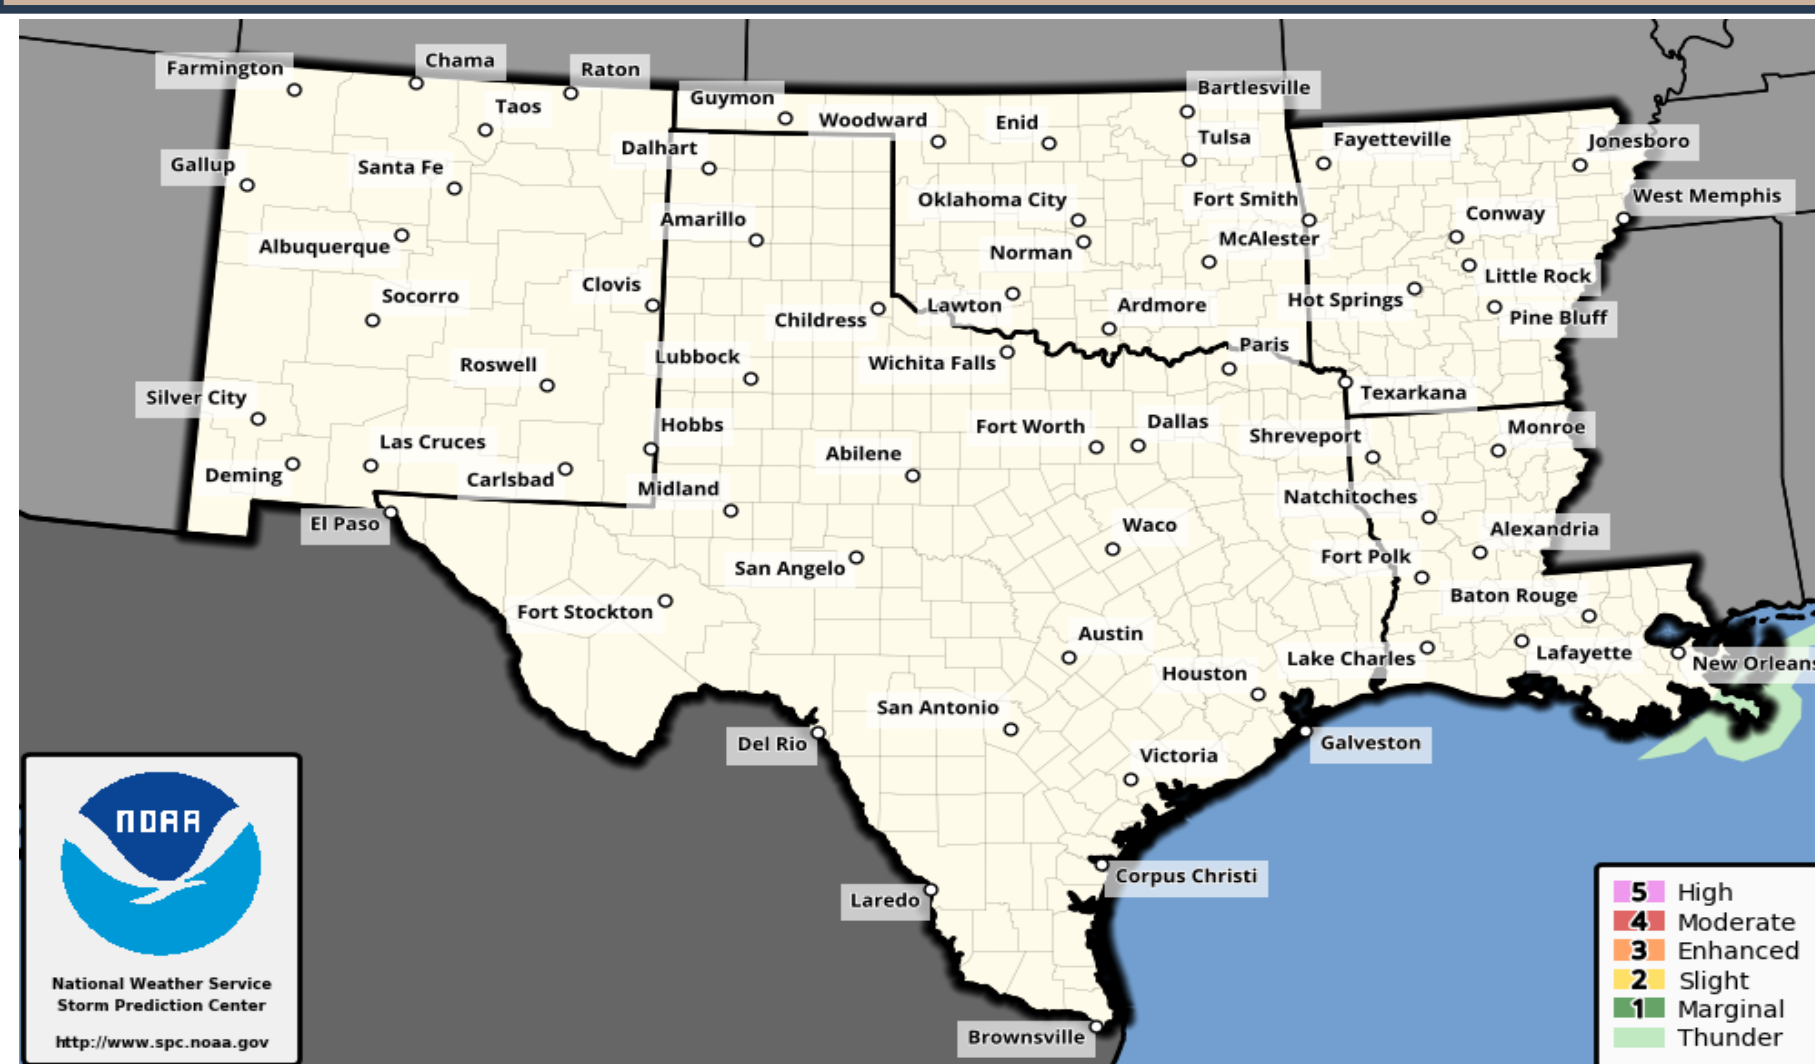 Farmington
Chama
Raton
Taos
Guymon
Woodward
Enid
Bartlesville
Tulsa
Fayetteville
Jonesboro
Gallup
Santa Fe
Dalhart
Oklahoma City
Fort Smith
West Memphis
Albuquerque
Amarillo
Norman
McAlester
Conway
Socorro
Clovis
Childress
Lawton
Ardmore
Hot Springs
Little Rock
Pine Bluff
Roswell
Lubbock
Wichita Falls
Paris
Texarkana
Silver City
Las Cruces
Hobbs
Abilene
Fort Worth
Dallas
Shreveport
Monroe
Deming
Carlsbad
Midland
Natchitoches
El Paso
San Angelo
Waco
Alexandria
Fort Polk
Fort Stockton
Austin
Baton Rouge
Houston
Lake Charles
Lafayette
New Orleans
San Antonio
Del Rio
Victoria
Galveston
Laredo
Corpus Christi
Brownsville
NOAA
National Weather Service
Storm Prediction Center
http://www.spc.noaa.gov
5 High
4 Moderate
3 Enhanced
2 Slight
1 Marginal
Thunder